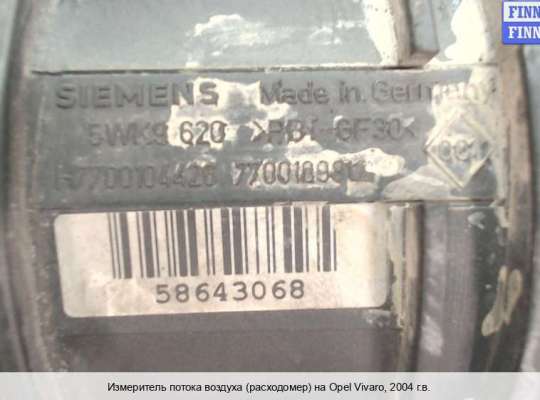 FINN
FINN
SIEMENS Made in Germany
5WK9 620 >PBT-GF30<
H7700104426
58643068
Измеритель потока воздуха (расходомер) на Opel Vivaro, 2004 г.в.